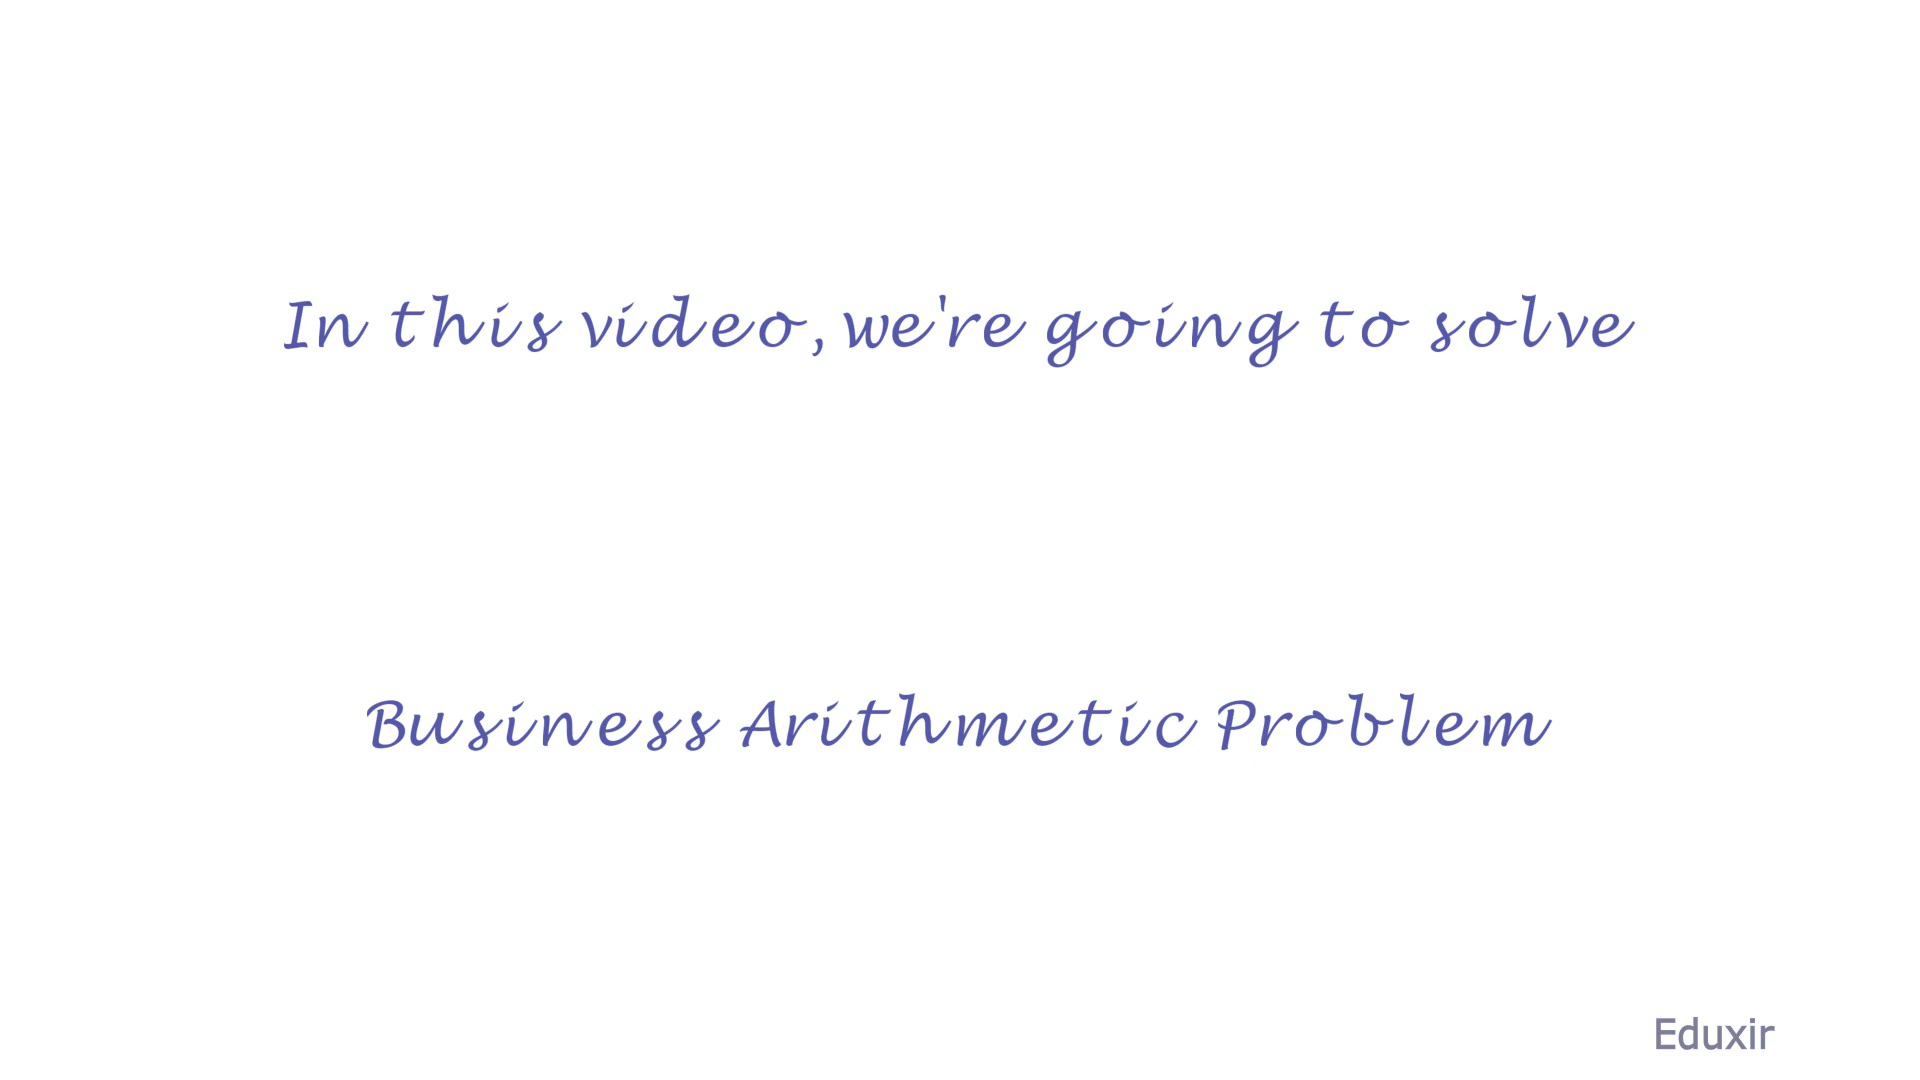 In this video, we're going to solve
Business Arithmetic Problem
Eduxir